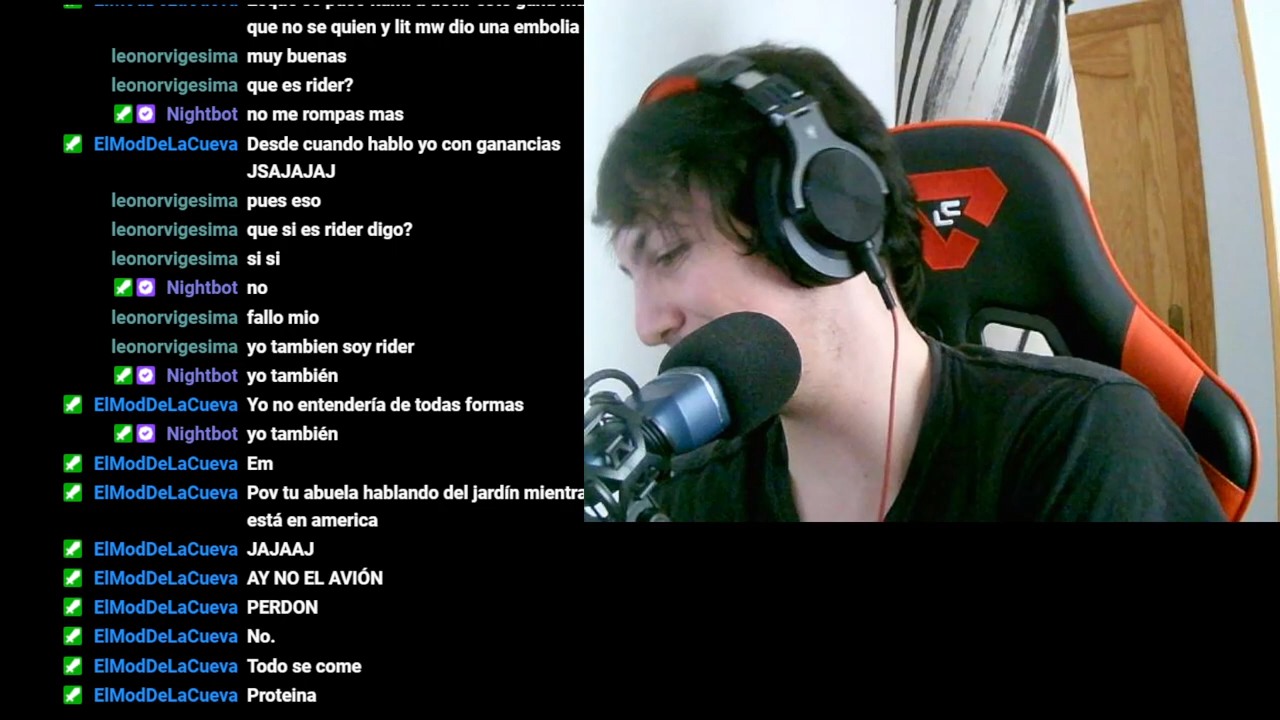 que no se quien y lit mw dio una embolia
leonorvigesima muy buenas
leonorvigesima que es rider?
Nightbot no me rompas mas
ElModDeLaCueva Desde cuando hablo yo con ganancias
JSAJAJAJ
leonorvigesima pues eso
leonorvigesima que si es rider digo?
leonorvigesima si si
Nightbot no
leonorvigesima fallo mio
leonorvigesima yo tambien soy rider
Nightbot yo también
ElModDeLaCueva Yo no entendería de todas formas
Nightbot yo también
ElModDeLaCueva Em
ElModDeLaCueva Pov tu abuela hablando del jardín mientra
está en america
ElModDeLaCueva JAJAAJ
ElModDeLaCueva AY NO EL AVIÓN
ElModDeLaCueva PERDON
ElModDeLaCueva No.
ElModDeLaCueva Todo se come
ElModDeLaCueva Proteina